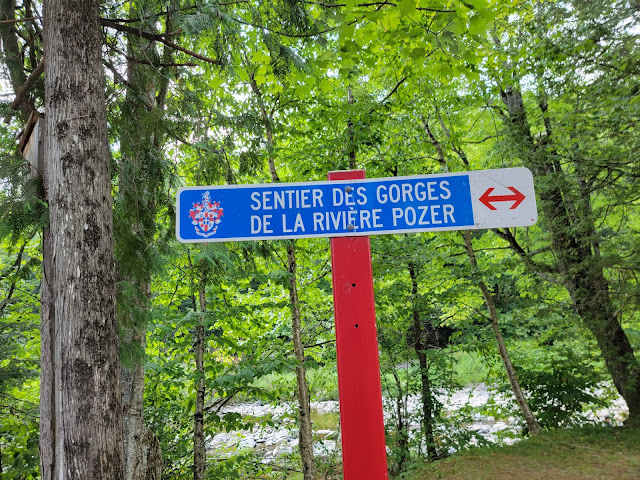 SENTIER DES GORGES
DE LA RIVIÈRE POZER